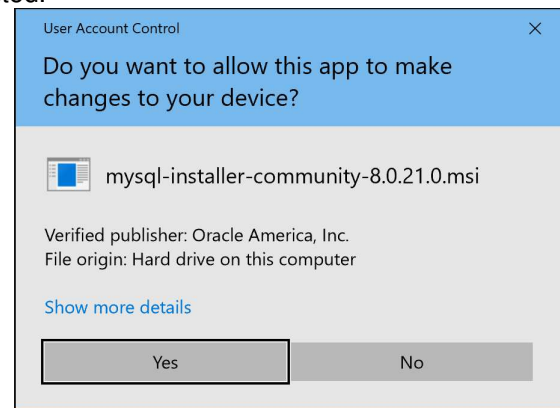 User Account Control
Do you want to allow this app to make
changes to your device?
mysql-installer-community-8.0.21.0.msi
Verified publisher: Oracle America, Inc.
File origin: Hard drive on this computer
Show more details
Yes No